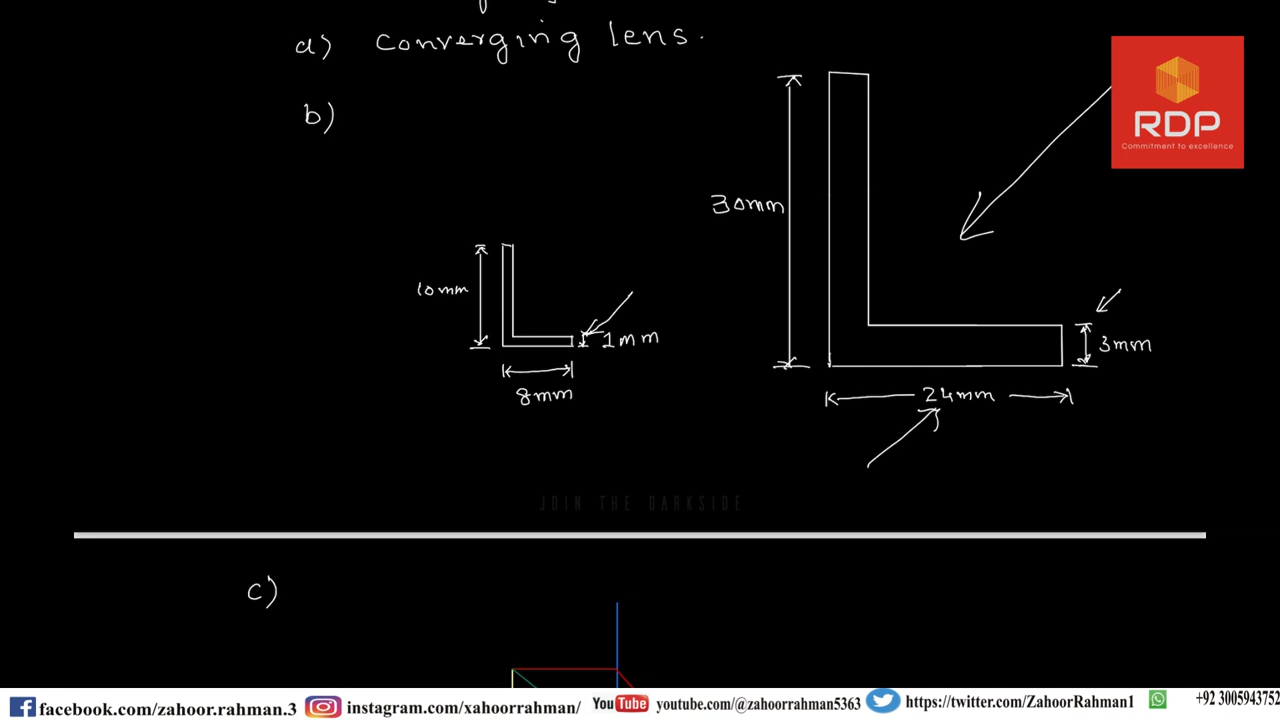 a) converging lens.
b)
RDP
Commitment to excellence
30mm
10mm
1mm
3mm
8mm
24mm
JOIN THE DARKSIDE
c)
facebook.com/zahoor.rahman.3 instagram.com/xahoorrahman/ YouTube youtube.com/@zahoorrahman5363 https://twitter.com/ZahoorRahman1 +92 3005943752